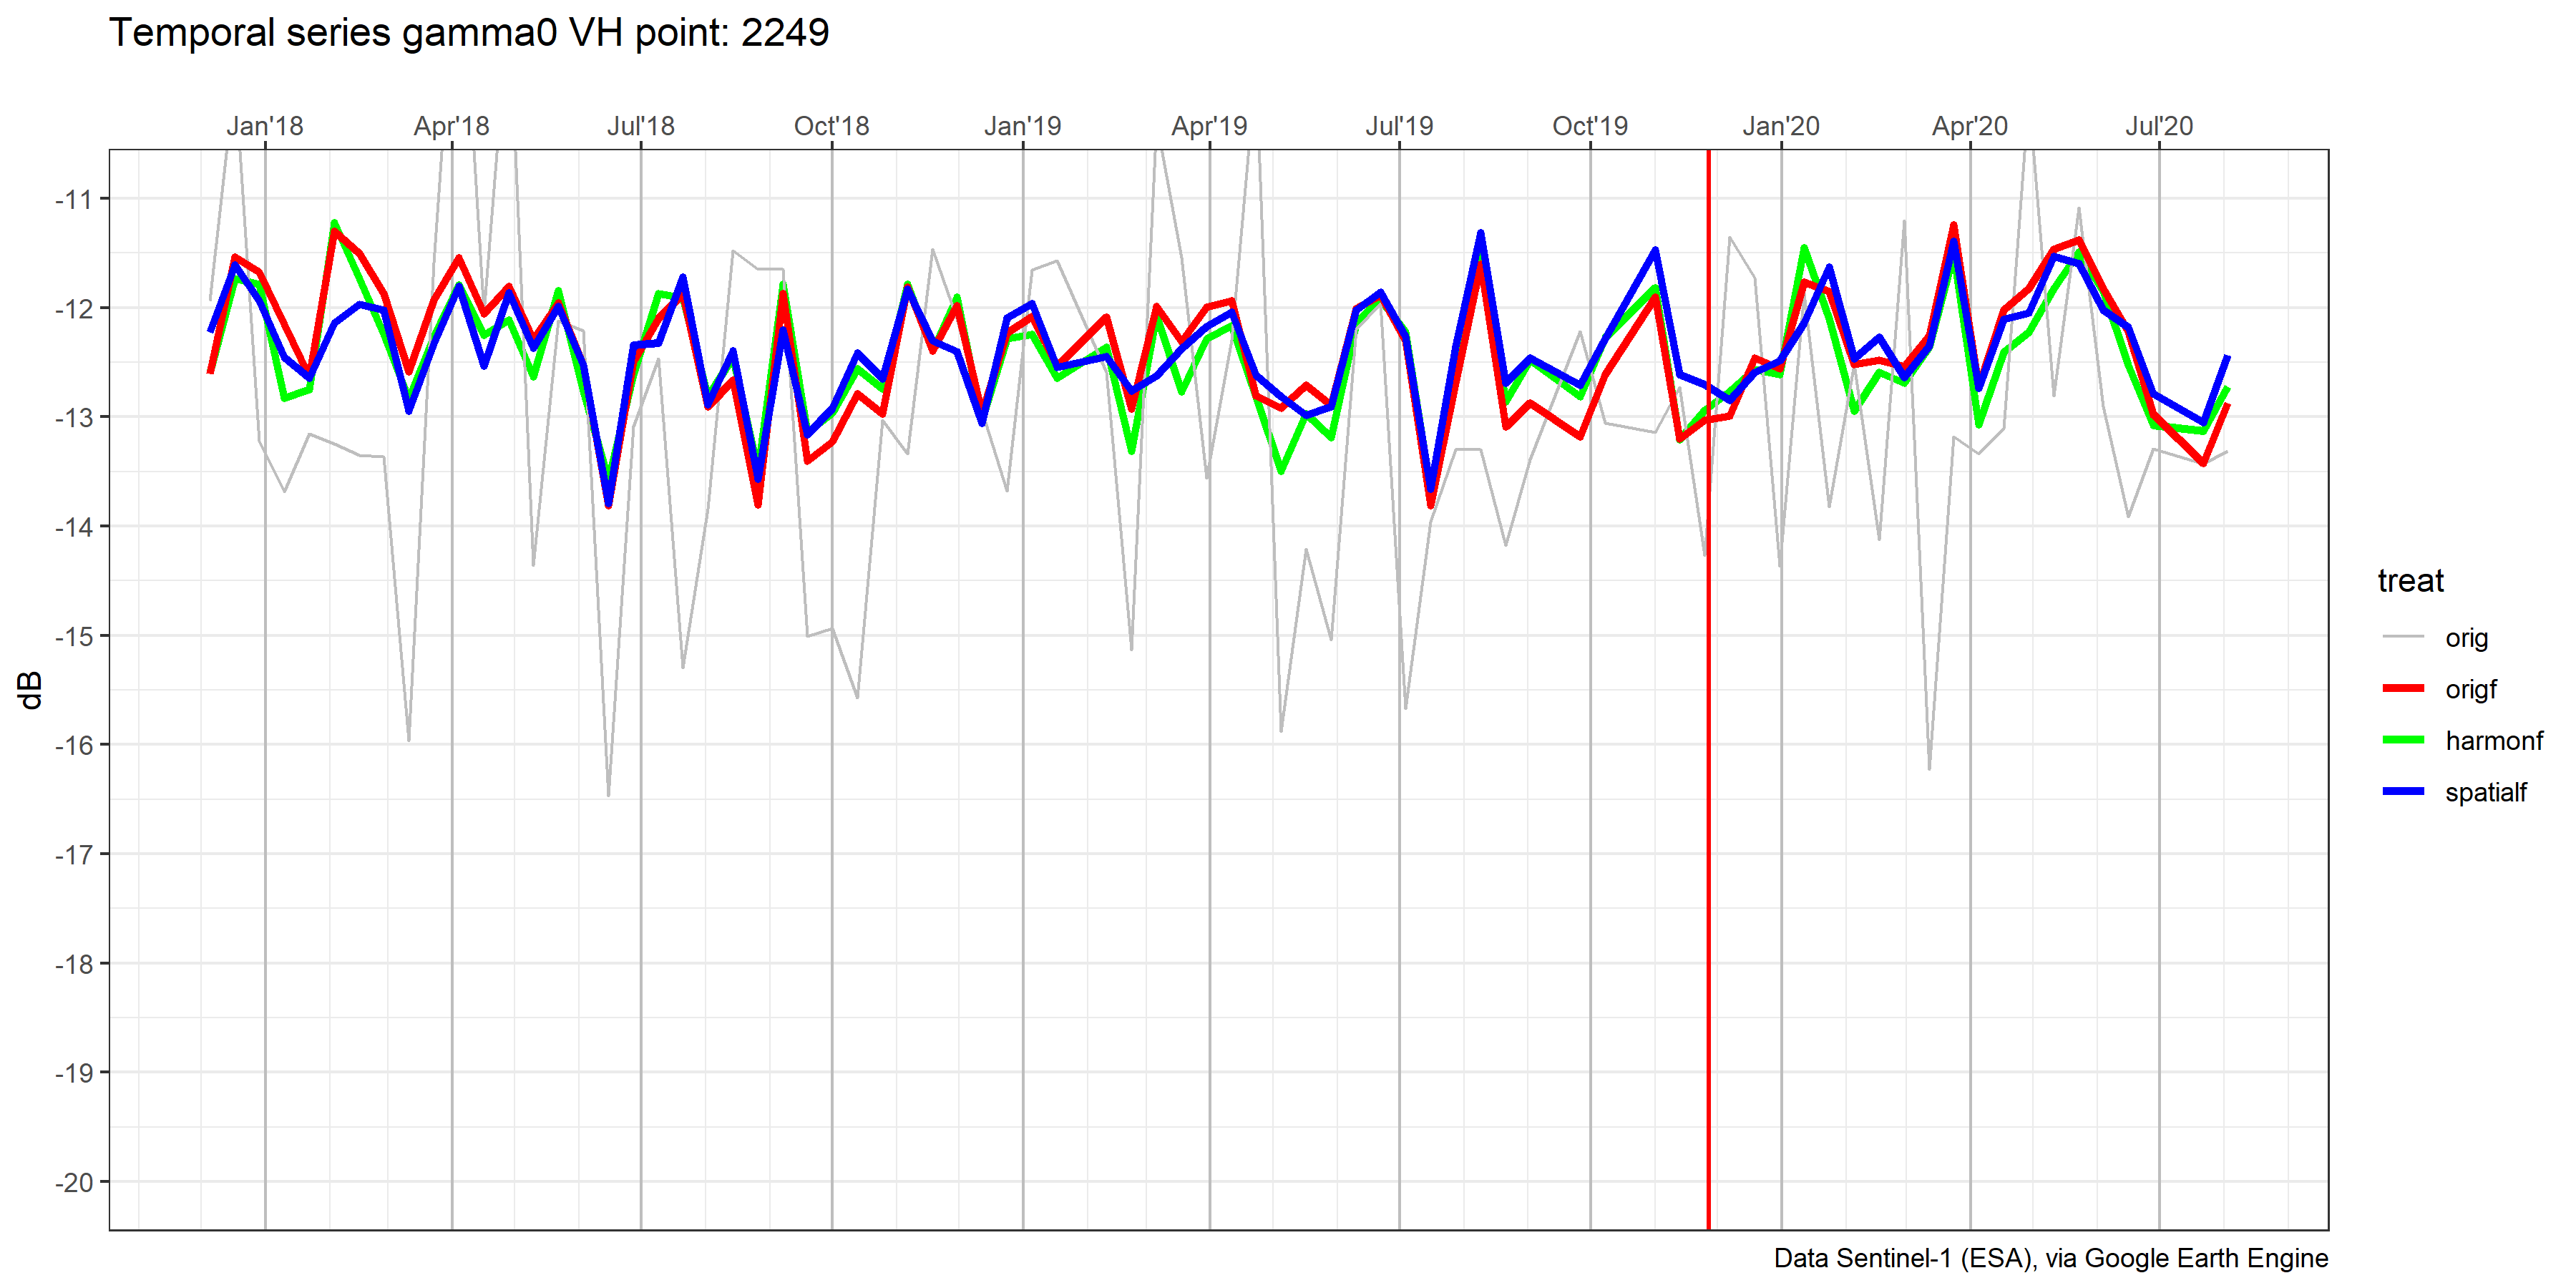 Temporal series gamma0 VH point: 2249
Jan'18 Apr'18 Jul'18 Oct'18 Jan'19 Apr'19 Jul'19 Oct'19 Jan'20 Apr'20 Jul'20
-11
-12
-13
-14
-15
-16
-17
-18
-19
-20
dB
treat
orig
origf
harmonf
spatialf
Data Sentinel-1 (ESA), via Google Earth Engine